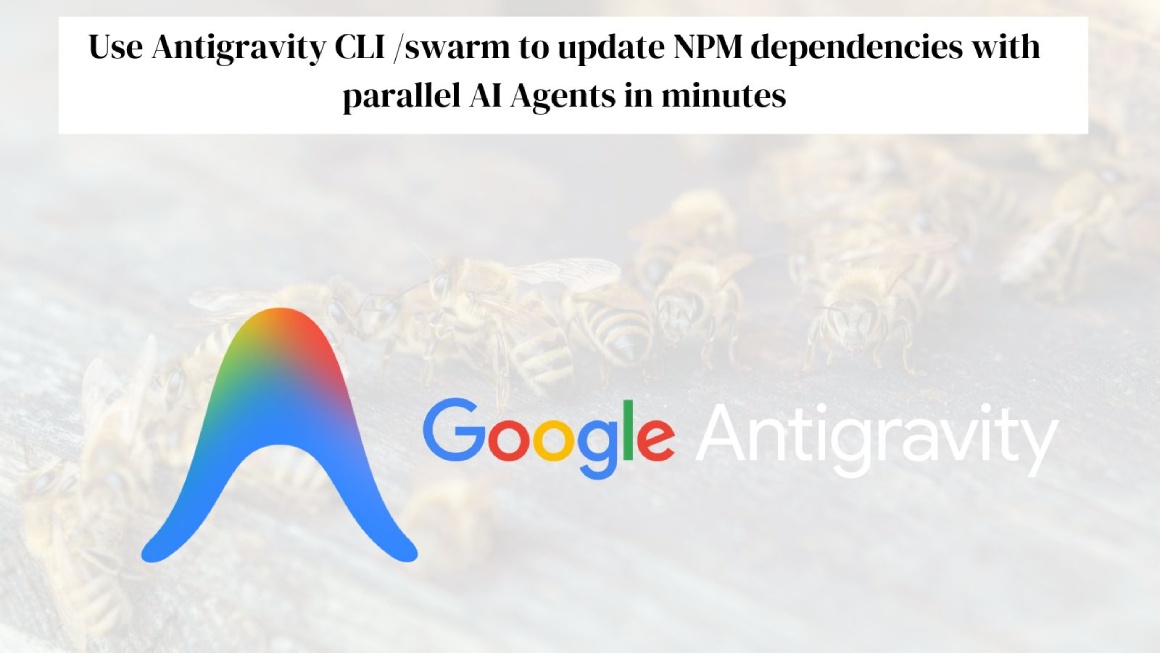 Use Antigravity CLI /swarm to update NPM dependencies with
parallel AI Agents in minutes
Google Antigravity